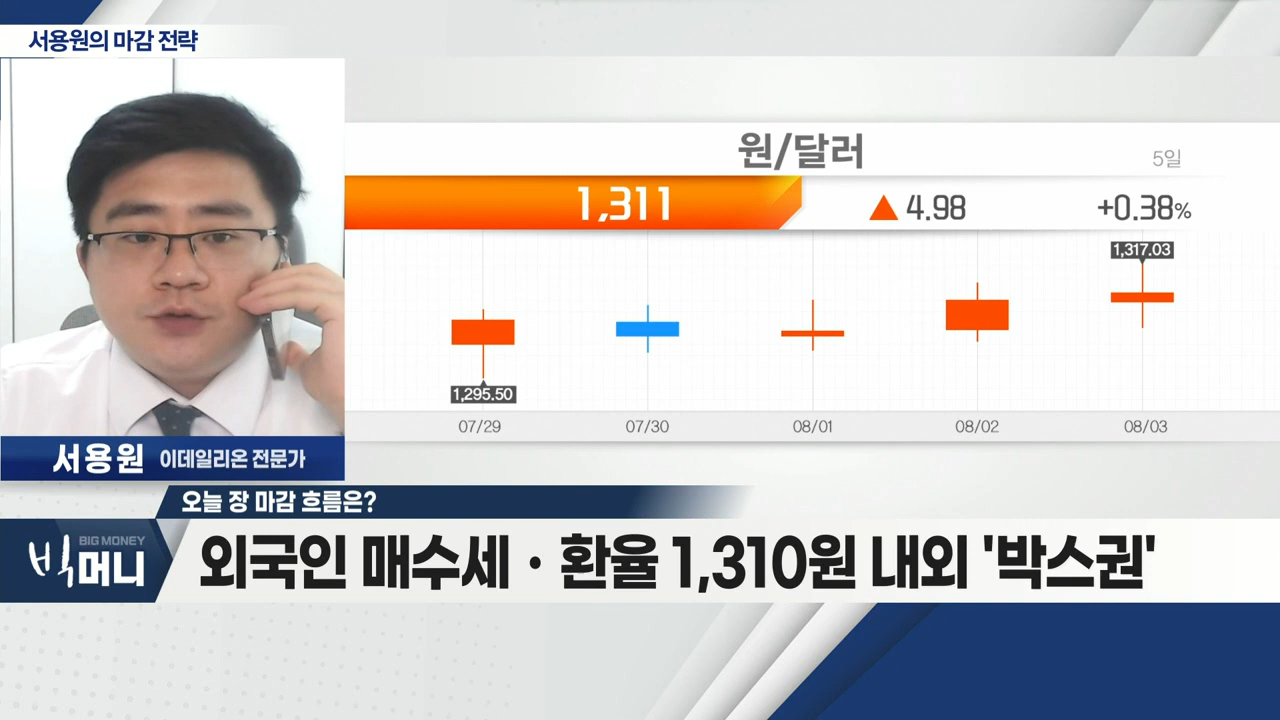 서용원의 마감 전략
원/달러
5일
1,311
▲ 4.98
+0.38%
1,317.03
1,295.50
07/29
07/30
08/01
08/02
08/03
서용원 이데일리온 전문가
오늘 장 마감 흐름은?
BIG MONEY
빅머니
외국인 매수세 · 환율 1,310원 내외 '박스권'